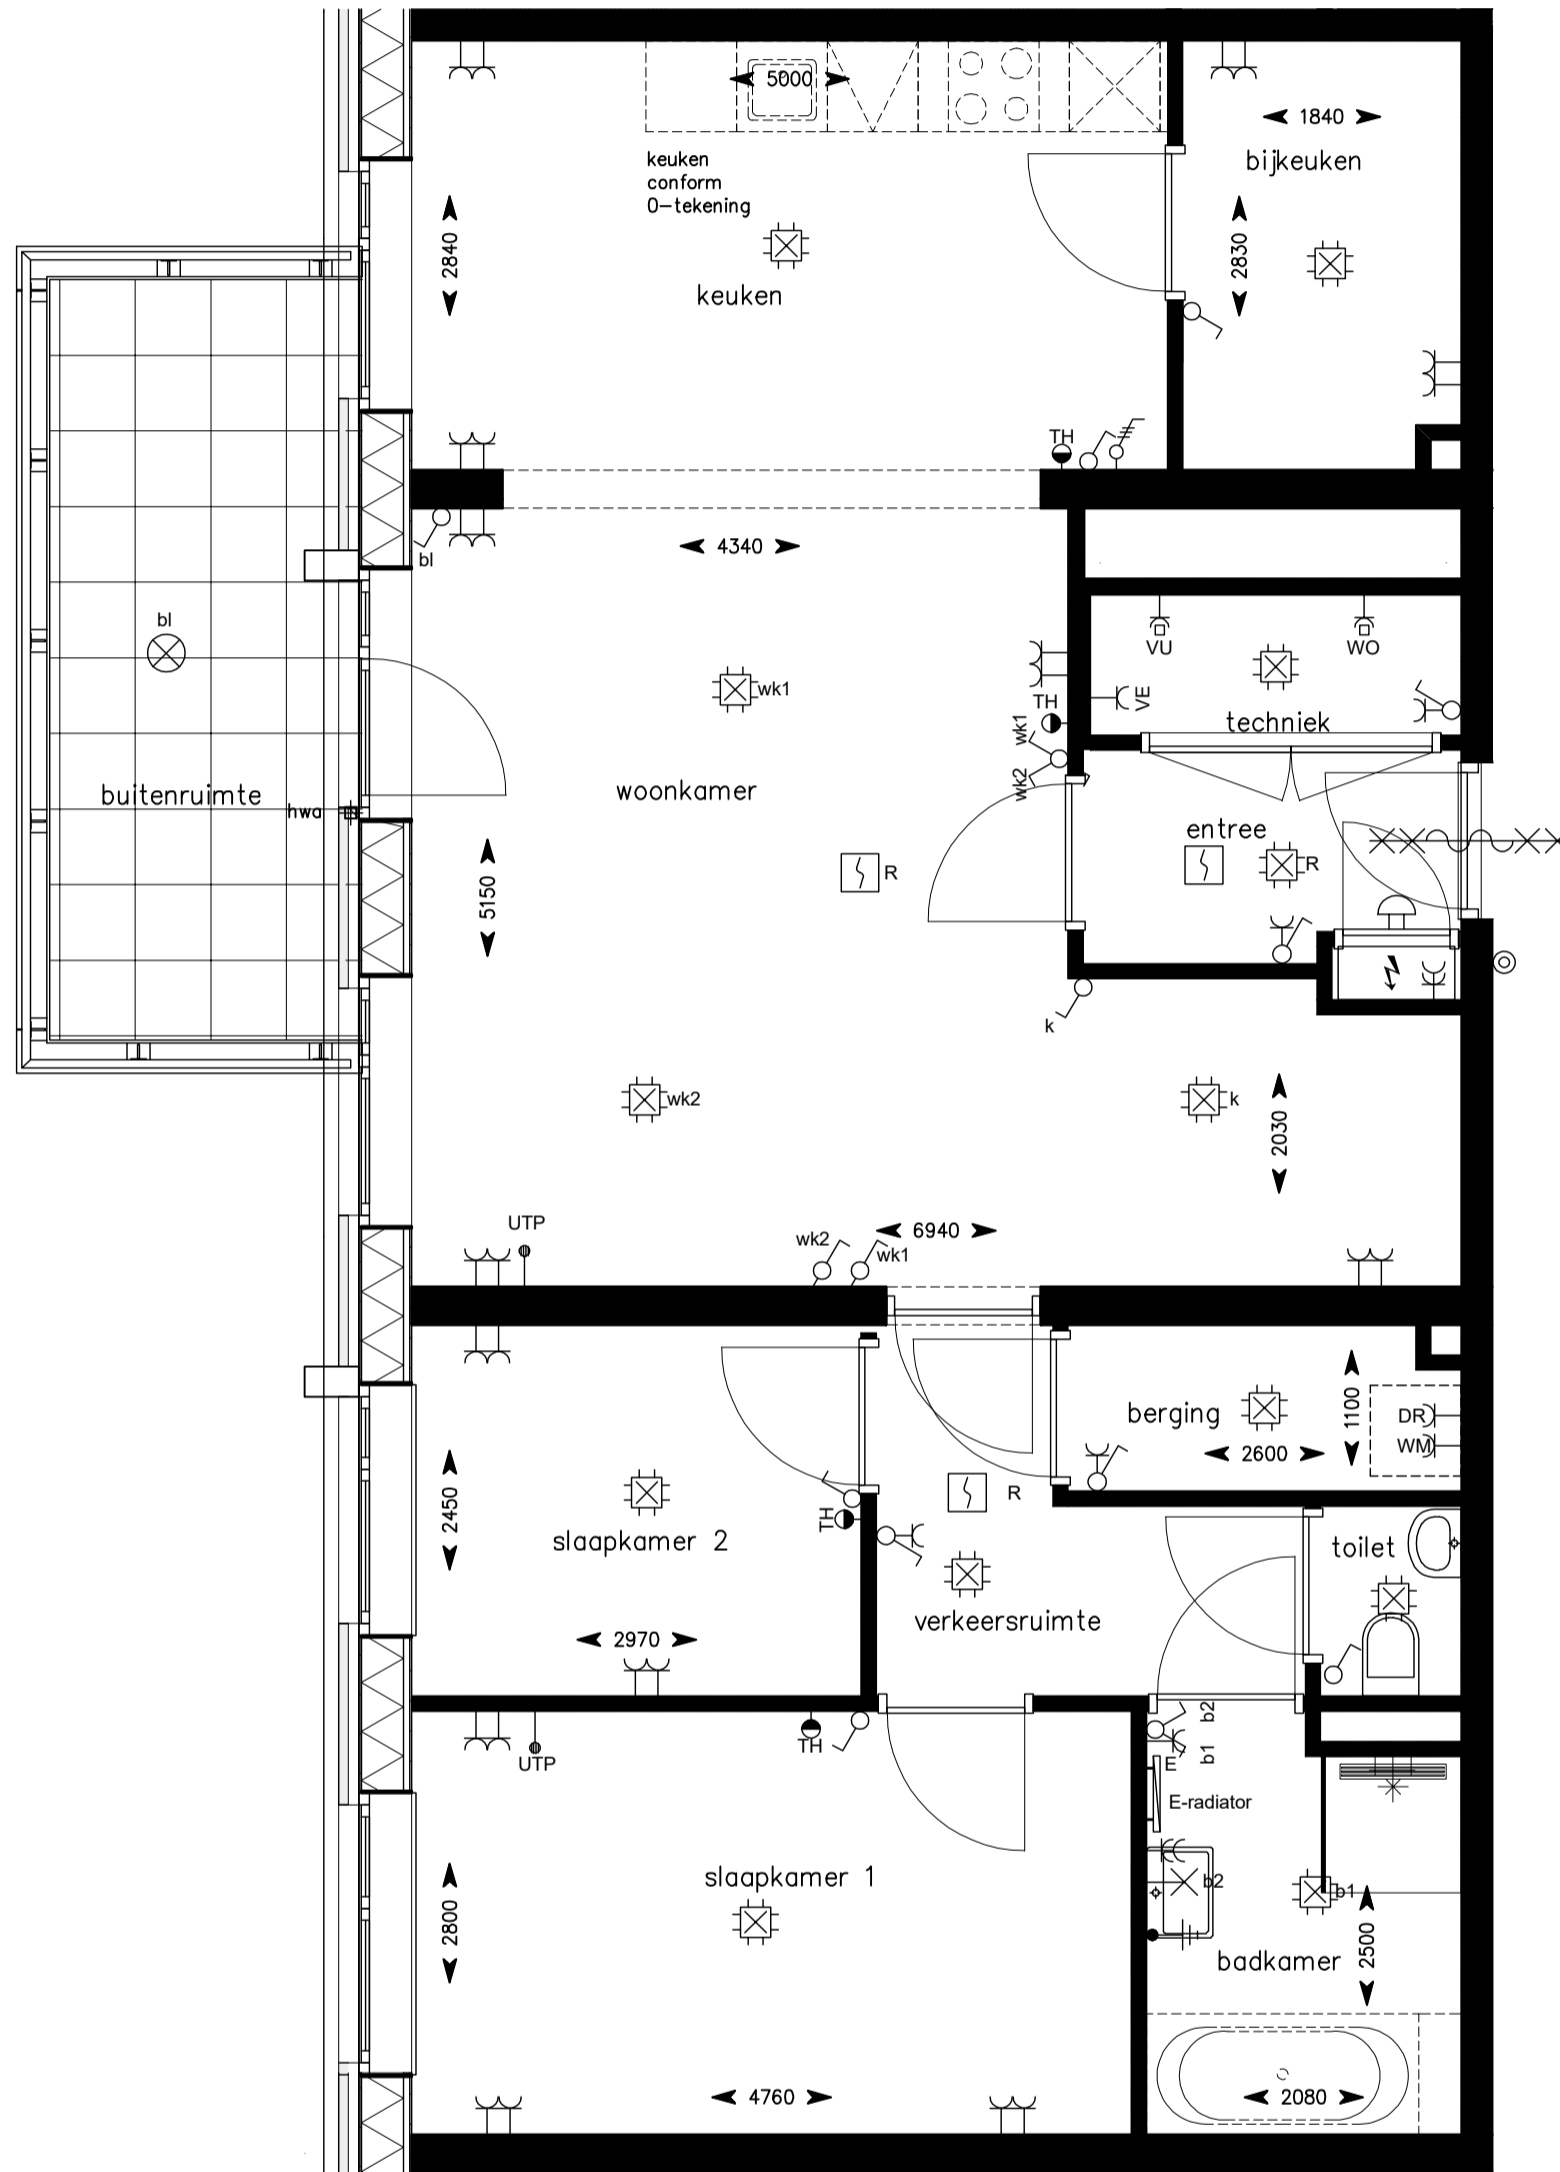 5000
1840
bijkeuken
keuken
conform
0-tekening
2840
2830
keuken
TH
bl
4340
bl
VU
WO
wk1
VE
TH
techniek
wk1
wk2
woonkamer
buitenruimte
hwa
entree
R
R
5150
k
wk2
k
2030
UTP
wk2
wk1
6940
berging
1100
DR
WM
2600
2450
R
TH
slaapkamer 2
toilet
verkeersruimte
2970
b2
TH
b1
UTP
E
E-radiator
slaapkamer 1
b2
b1
2800
2500
badkamer
4760
2080